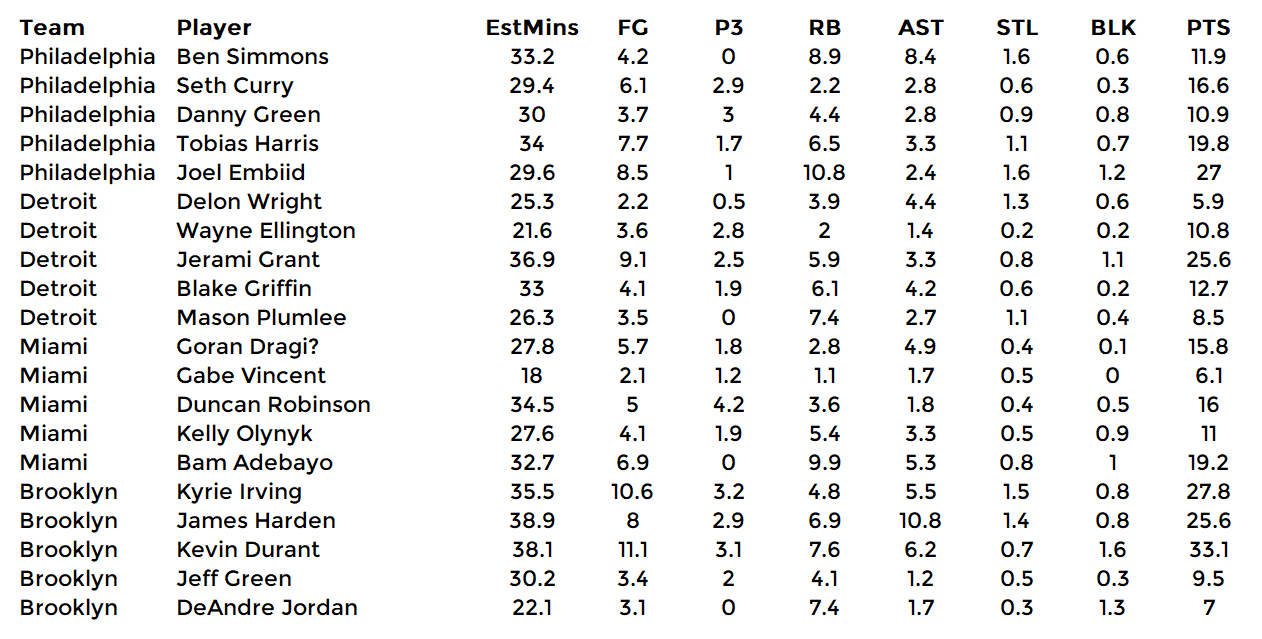 Team Player EstMins FG P3 RB AST STL BLK PTS
Philadelphia Ben Simmons 33.2 4.2 0 8.9 8.4 1.6 0.6 11.9
Philadelphia Seth Curry 29.4 6.1 2.9 2.2 2.8 0.6 0.3 16.6
Philadelphia Danny Green 30 3.7 3 4.4 2.8 0.9 0.8 10.9
Philadelphia Tobias Harris 34 7.7 1.7 6.5 3.3 1.1 0.7 19.8
Philadelphia Joel Embiid 29.6 8.5 1 10.8 2.4 1.6 1.2 27
Detroit Delon Wright 25.3 2.2 0.5 3.9 4.4 1.3 0.6 5.9
Detroit Wayne Ellington 21.6 3.6 2.8 2 1.4 0.2 0.2 10.8
Detroit Jerami Grant 36.9 9.1 2.5 5.9 3.3 0.8 1.1 25.6
Detroit Blake Griffin 33 4.1 1.9 6.1 4.2 0.6 0.2 12.7
Detroit Mason Plumlee 26.3 3.5 0 7.4 2.7 1.1 0.4 8.5
Miami Goran Dragi? 27.8 5.7 1.8 2.8 4.9 0.4 0.1 15.8
Miami Gabe Vincent 18 2.1 1.2 1.1 1.7 0.5 0 6.1
Miami Duncan Robinson 34.5 5 4.2 3.6 1.8 0.4 0.5 16
Miami Kelly Olynyk 27.6 4.1 1.9 5.4 3.3 0.5 0.9 11
Miami Bam Adebayo 32.7 6.9 0 9.9 5.3 0.8 1 19.2
Brooklyn Kyrie Irving 35.5 10.6 3.2 4.8 5.5 1.5 0.8 27.8
Brooklyn James Harden 38.9 8 2.9 6.9 10.8 1.4 0.8 25.6
Brooklyn Kevin Durant 38.1 11.1 3.1 7.6 6.2 0.7 1.6 33.1
Brooklyn Jeff Green 30.2 3.4 2 4.1 1.2 0.5 0.3 9.5
Brooklyn DeAndre Jordan 22.1 3.1 0 7.4 1.7 0.3 1.3 7